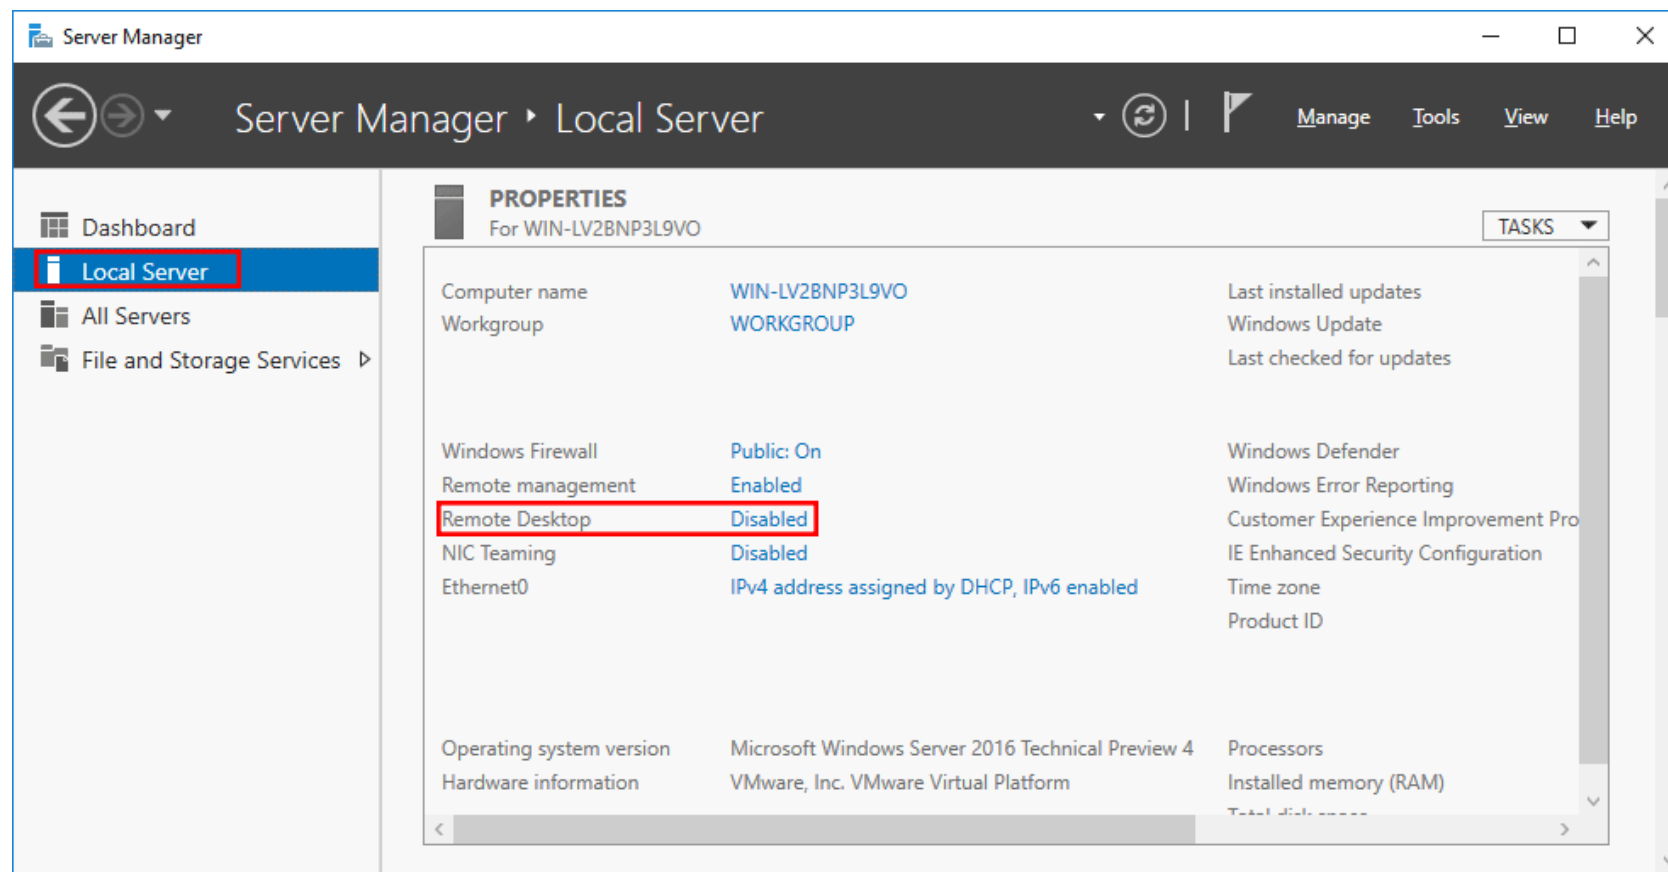 Server Manager
Server Manager ‣ Local Server
Manage Tools View Help
Dashboard
Local Server
All Servers
File and Storage Services
PROPERTIES
For WIN-LV2BNP3L9VO
TASKS
Computer name WIN-LV2BNP3L9VO Last installed updates
Workgroup WORKGROUP Windows Update
Last checked for updates
Windows Firewall Public: On Windows Defender
Remote management Enabled Windows Error Reporting
Remote Desktop Disabled Customer Experience Improvement Pro
NIC Teaming Disabled IE Enhanced Security Configuration
Ethernet0 IPv4 address assigned by DHCP, IPv6 enabled Time zone
Product ID
Operating system version Microsoft Windows Server 2016 Technical Preview 4 Processors
Hardware information VMware, Inc. VMware Virtual Platform Installed memory (RAM)
Total disk space